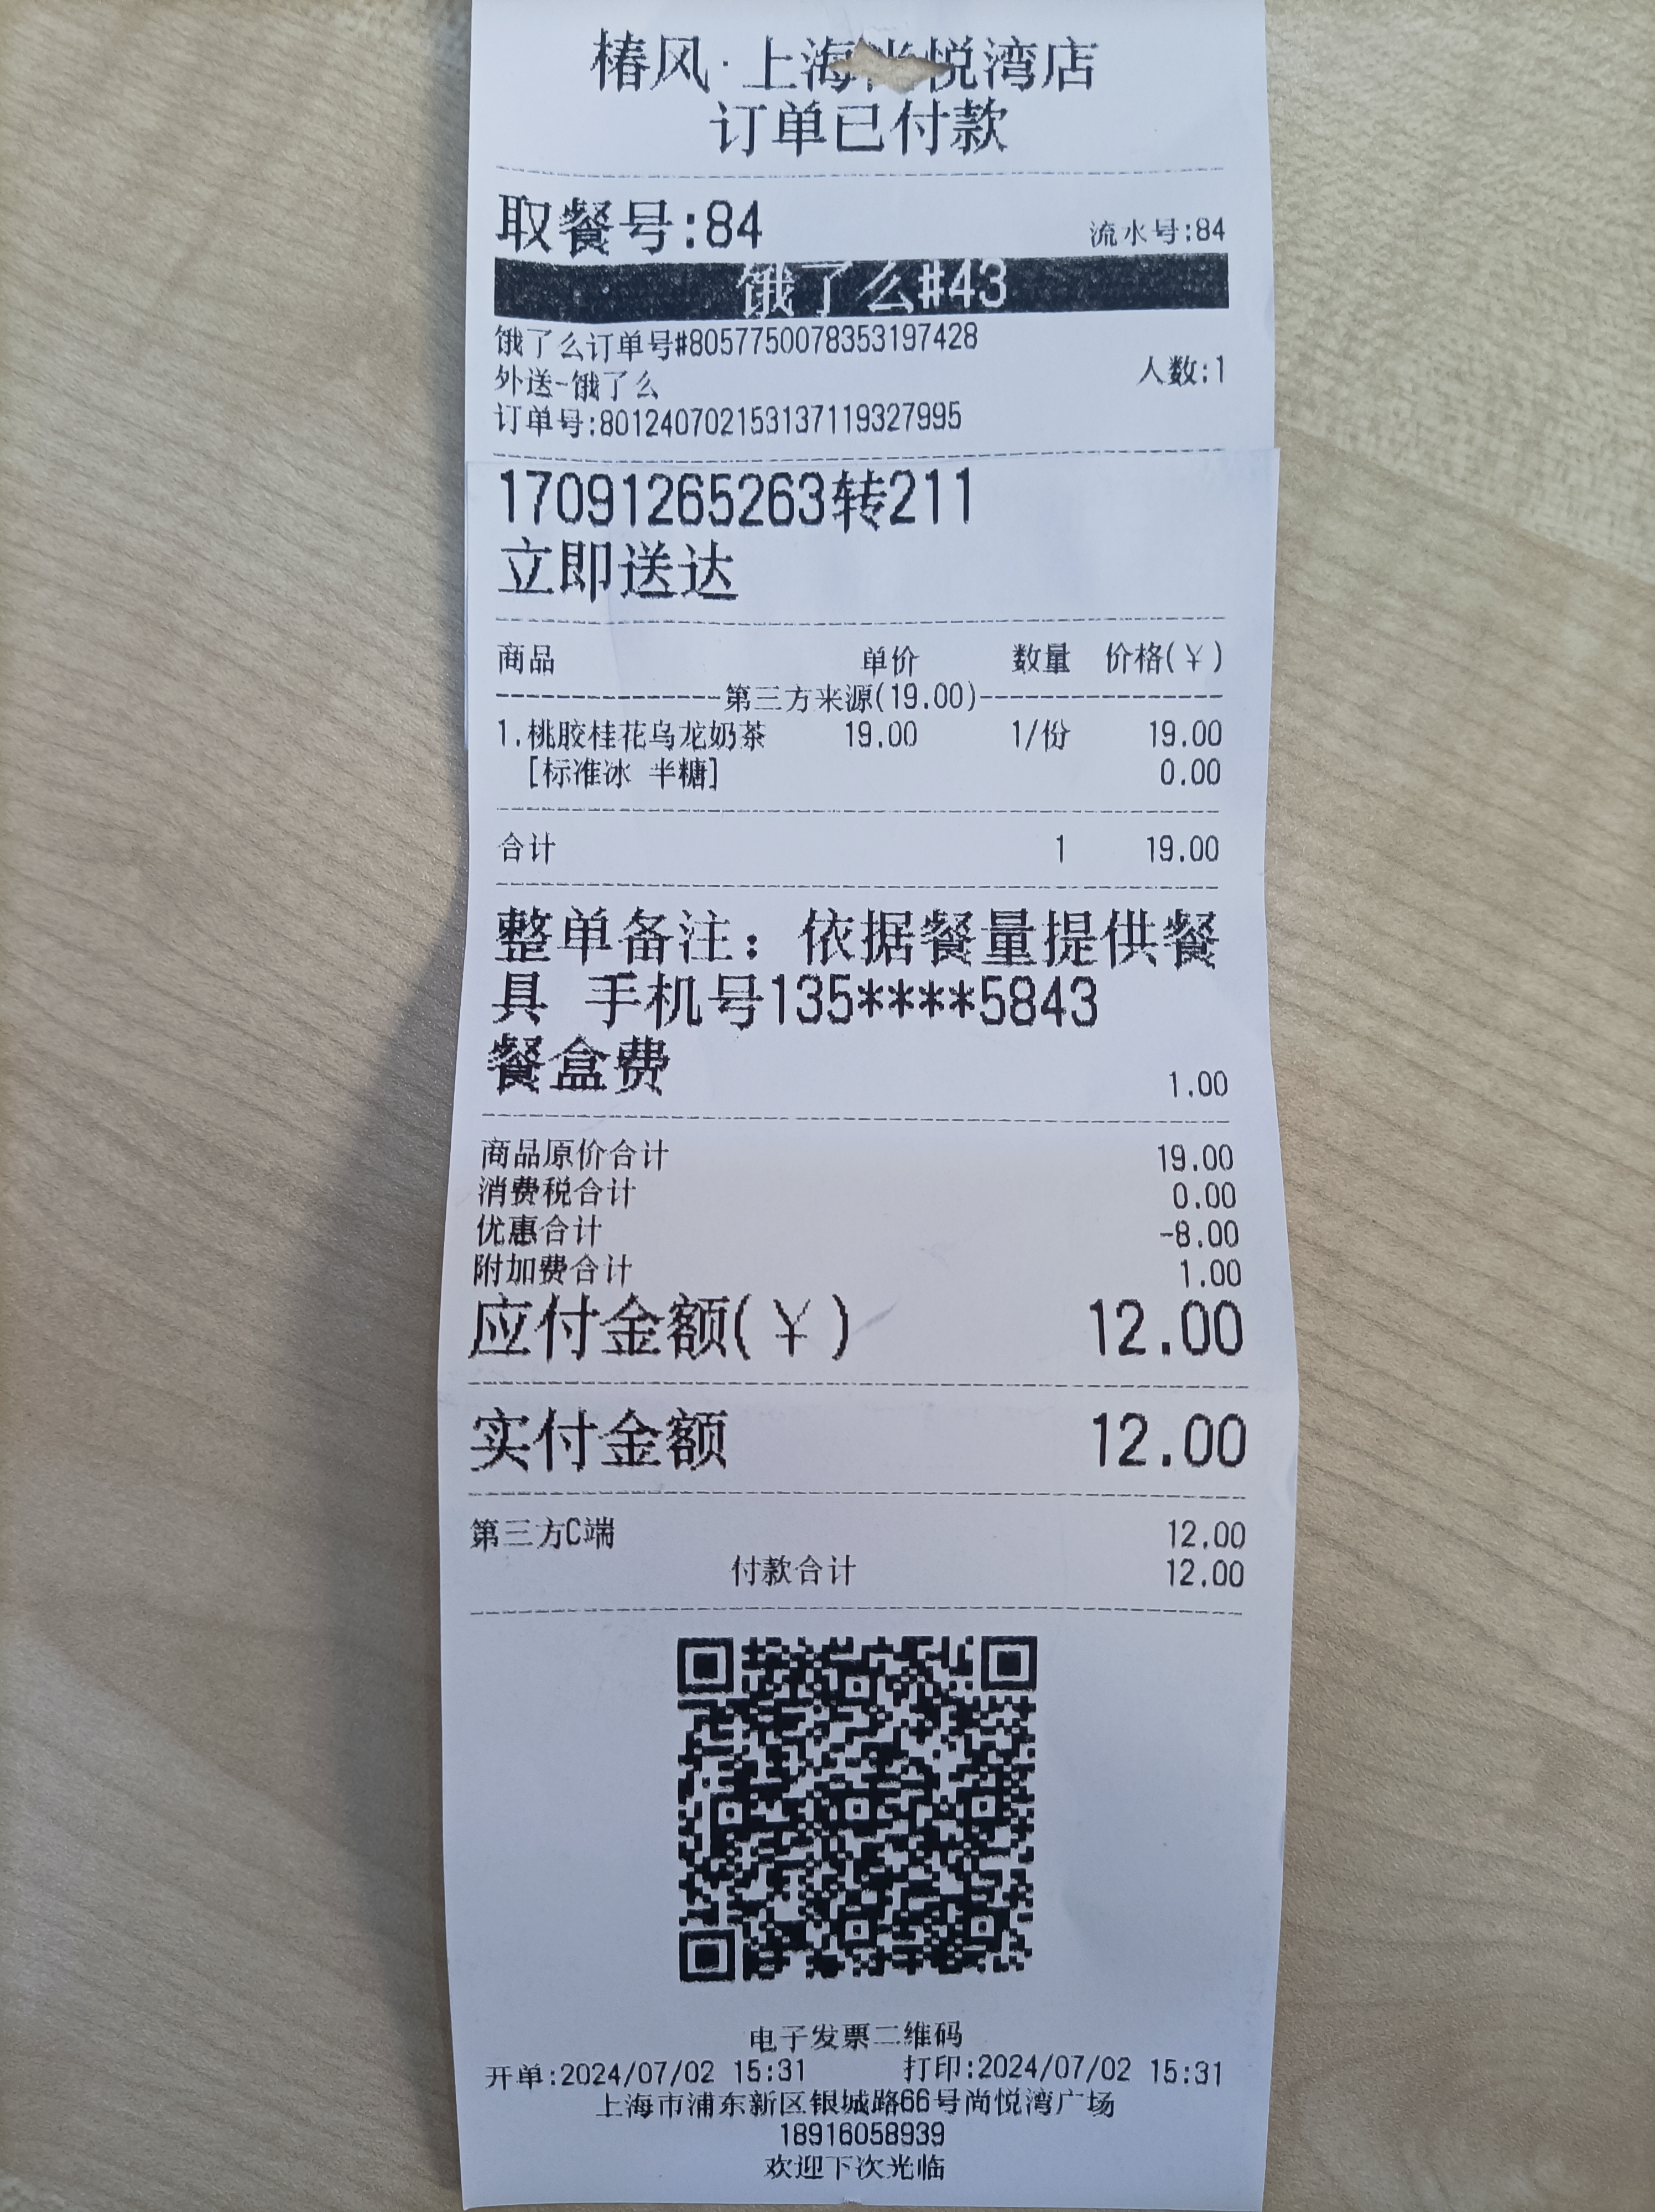 椿风·上海尚悦湾店
订单已付款
取餐号:84 流水号:84
饿了么#43
饿了么订单号#8057750078353197428
外送-饿了么 人数:1
订单号:801240702153137119327995
17091265263转211
立即送达
商品 单价 数量 价格(¥)
---------------第三方来源(19.00)----------------
1.桃胶桂花乌龙奶茶 19.00 1/份 19.00
[标准冰 半糖] 0.00
合计 1 19.00
整单备注：依据餐量提供餐
具 手机号135****5843
餐盒费 1.00
商品原价合计 19.00
消费税合计 0.00
优惠合计 -8.00
附加费合计 1.00
应付金额(¥) 12.00
实付金额 12.00
第三方C端 12.00
付款合计 12.00
电子发票二维码
开单:2024/07/02 15:31 打印:2024/07/02 15:31
上海市浦东新区银城路66号尚悦湾广场
18916058939
欢迎下次光临